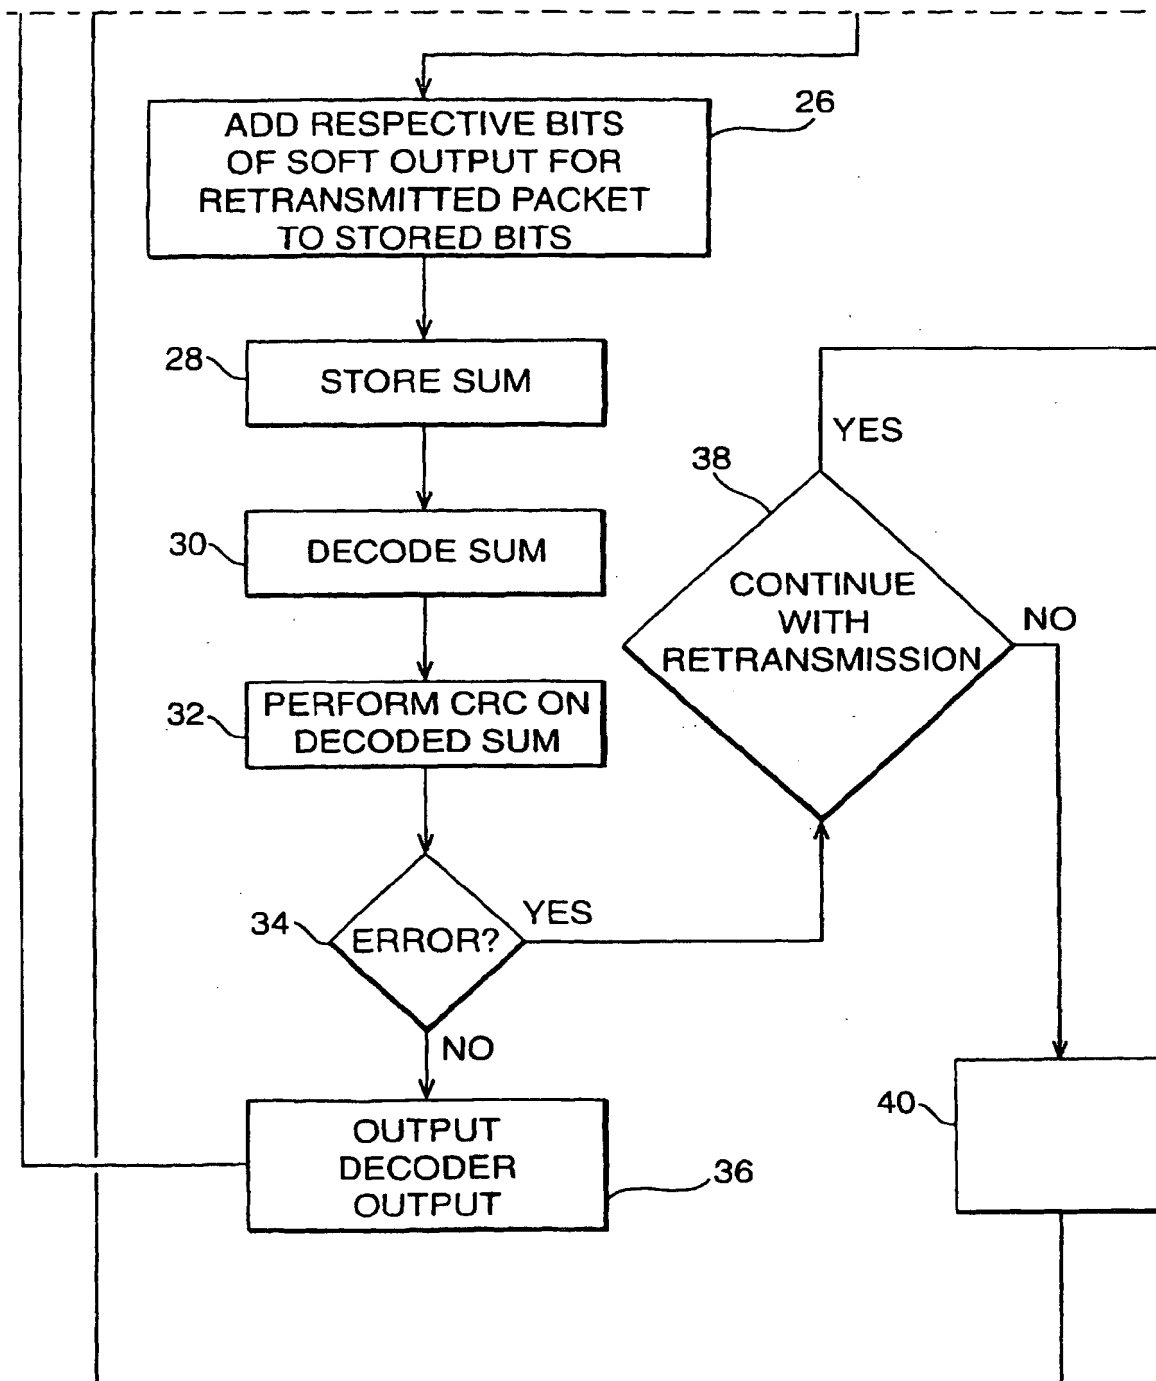 26
ADD RESPECTIVE BITS
OF SOFT OUTPUT FOR
RETRANSMITTED PACKET
TO STORED BITS
28
STORE SUM
YES
38
30
DECODE SUM
CONTINUE
WITH
RETRANSMISSION
NO
32
PERFORM CRC ON
DECODED SUM
34
ERROR?
YES
NO
40
OUTPUT
DECODER
OUTPUT
36